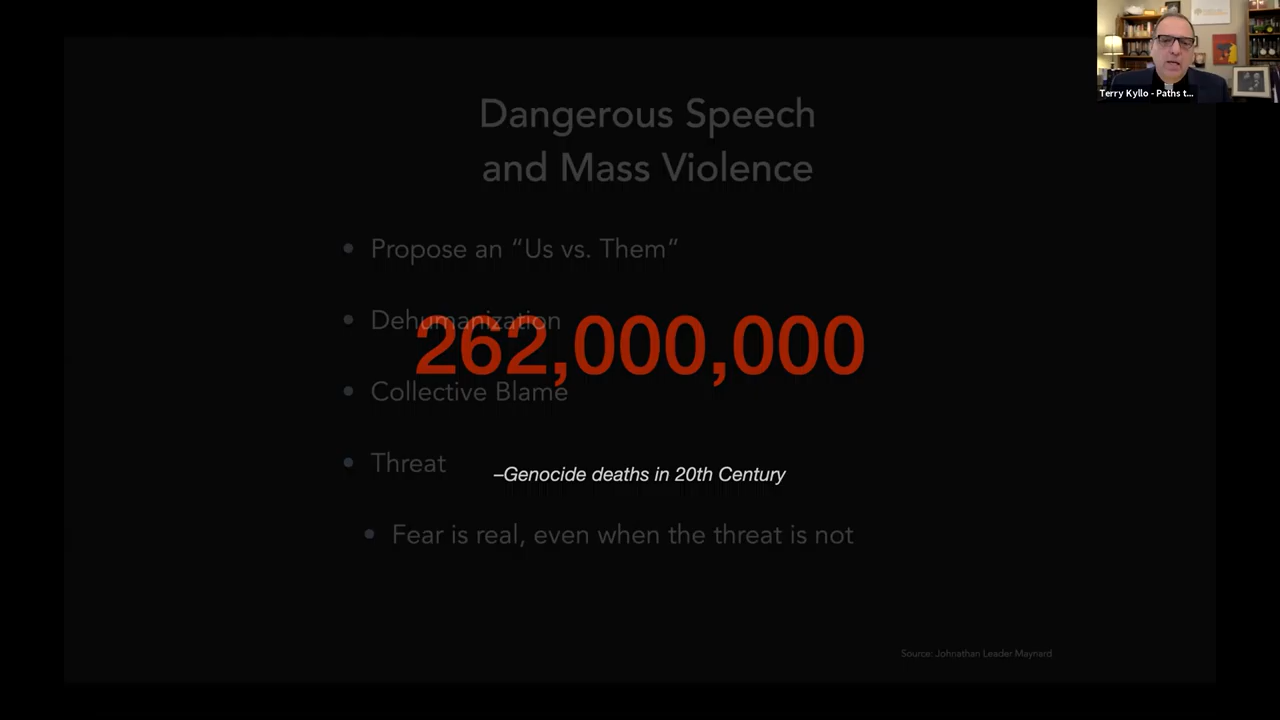 Terry Kyllo - Paths t...
Dangerous Speech
and Mass Violence
• Propose an “Us vs. Them”
• Dehumanization
262,000,000
• Collective Blame
• Threat
–Genocide deaths in 20th Century
• Fear is real, even when the threat is not
Source: Johnathan Leader Maynard